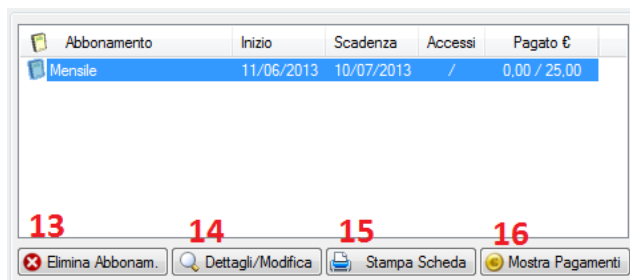 Abbonamento Inizio Scadenza Accessi Pagato €
Mensile 11/06/2013 10/07/2013 / 0,00 / 25,00
13 14 15 16
Elimina Abbonam. Dettagli/Modifica Stampa Scheda Mostra Pagamenti